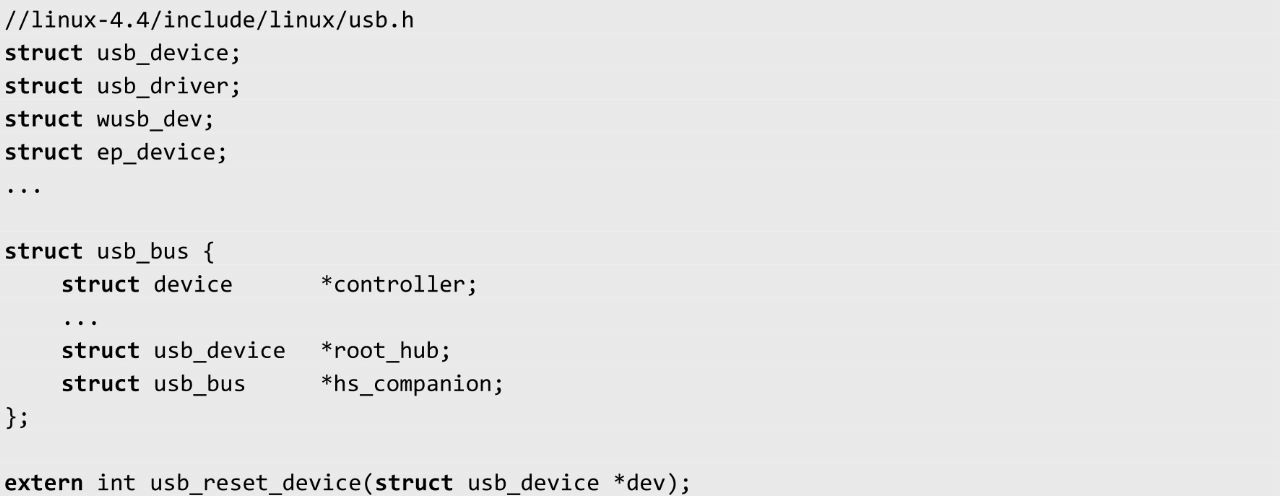 //linux-4.4/include/linux/usb.h
struct usb_device;
struct usb_driver;
struct wusb_dev;
struct ep_device;
...
struct usb_bus {
    struct device       *controller;
    ...
    struct usb_device   *root_hub;
    struct usb_bus      *hs_companion;
};
extern int usb_reset_device(struct usb_device *dev);